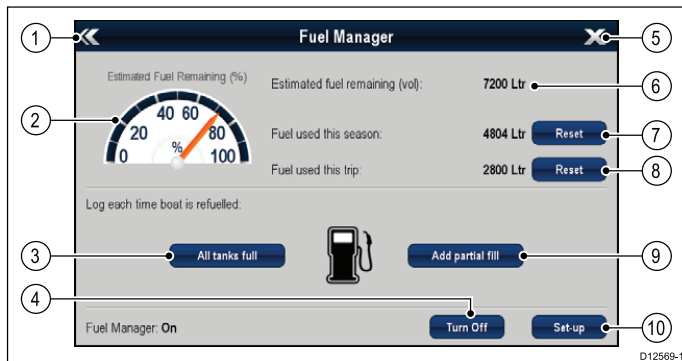 Fuel Manager
Estimated Fuel Remaining (%)
0 20 40 60 80 100
%
Estimated fuel remaining (vol): 7200 Ltr
Fuel used this season: 4804 Ltr Reset
Fuel used this trip: 2800 Ltr Reset
Log each time boat is refuelled:
All tanks full
Add partial fill
Fuel Manager: On
Turn Off
Set-up
1
2
3
4
5
6
7
8
9
10
D12569-1